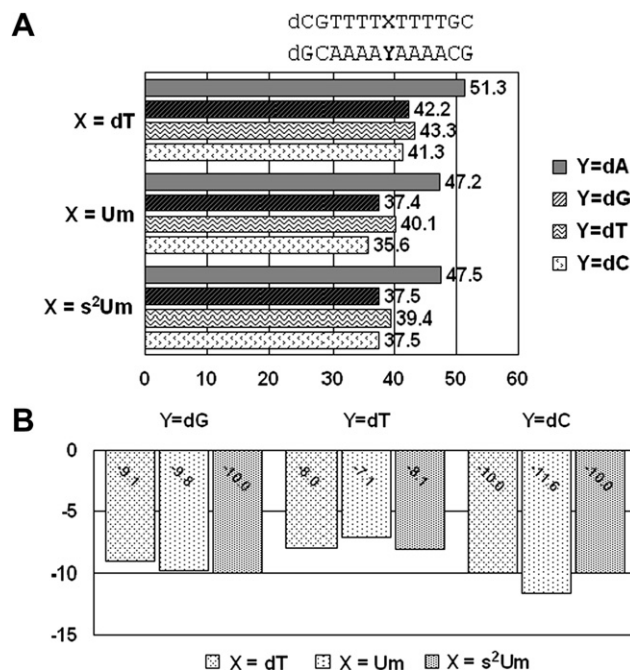 A
dCGTTTTXTTTTGC
dGCAAAAYAAAACG
X = dT
51.3
42.2
43.3
41.3
X = Um
47.2
37.4
40.1
35.6
X = s²Um
47.5
37.5
39.4
37.5
0 10 20 30 40 50 60
Y=dA
Y=dG
Y=dT
Y=dC
B
Y=dG Y=dT Y=dC
0
-5
-10
-15
-9.1 -9.8 -10.0 -8.0 -7.1 -8.1 -10.0 -11.6 -10.0
X = dT X = Um X = s²Um